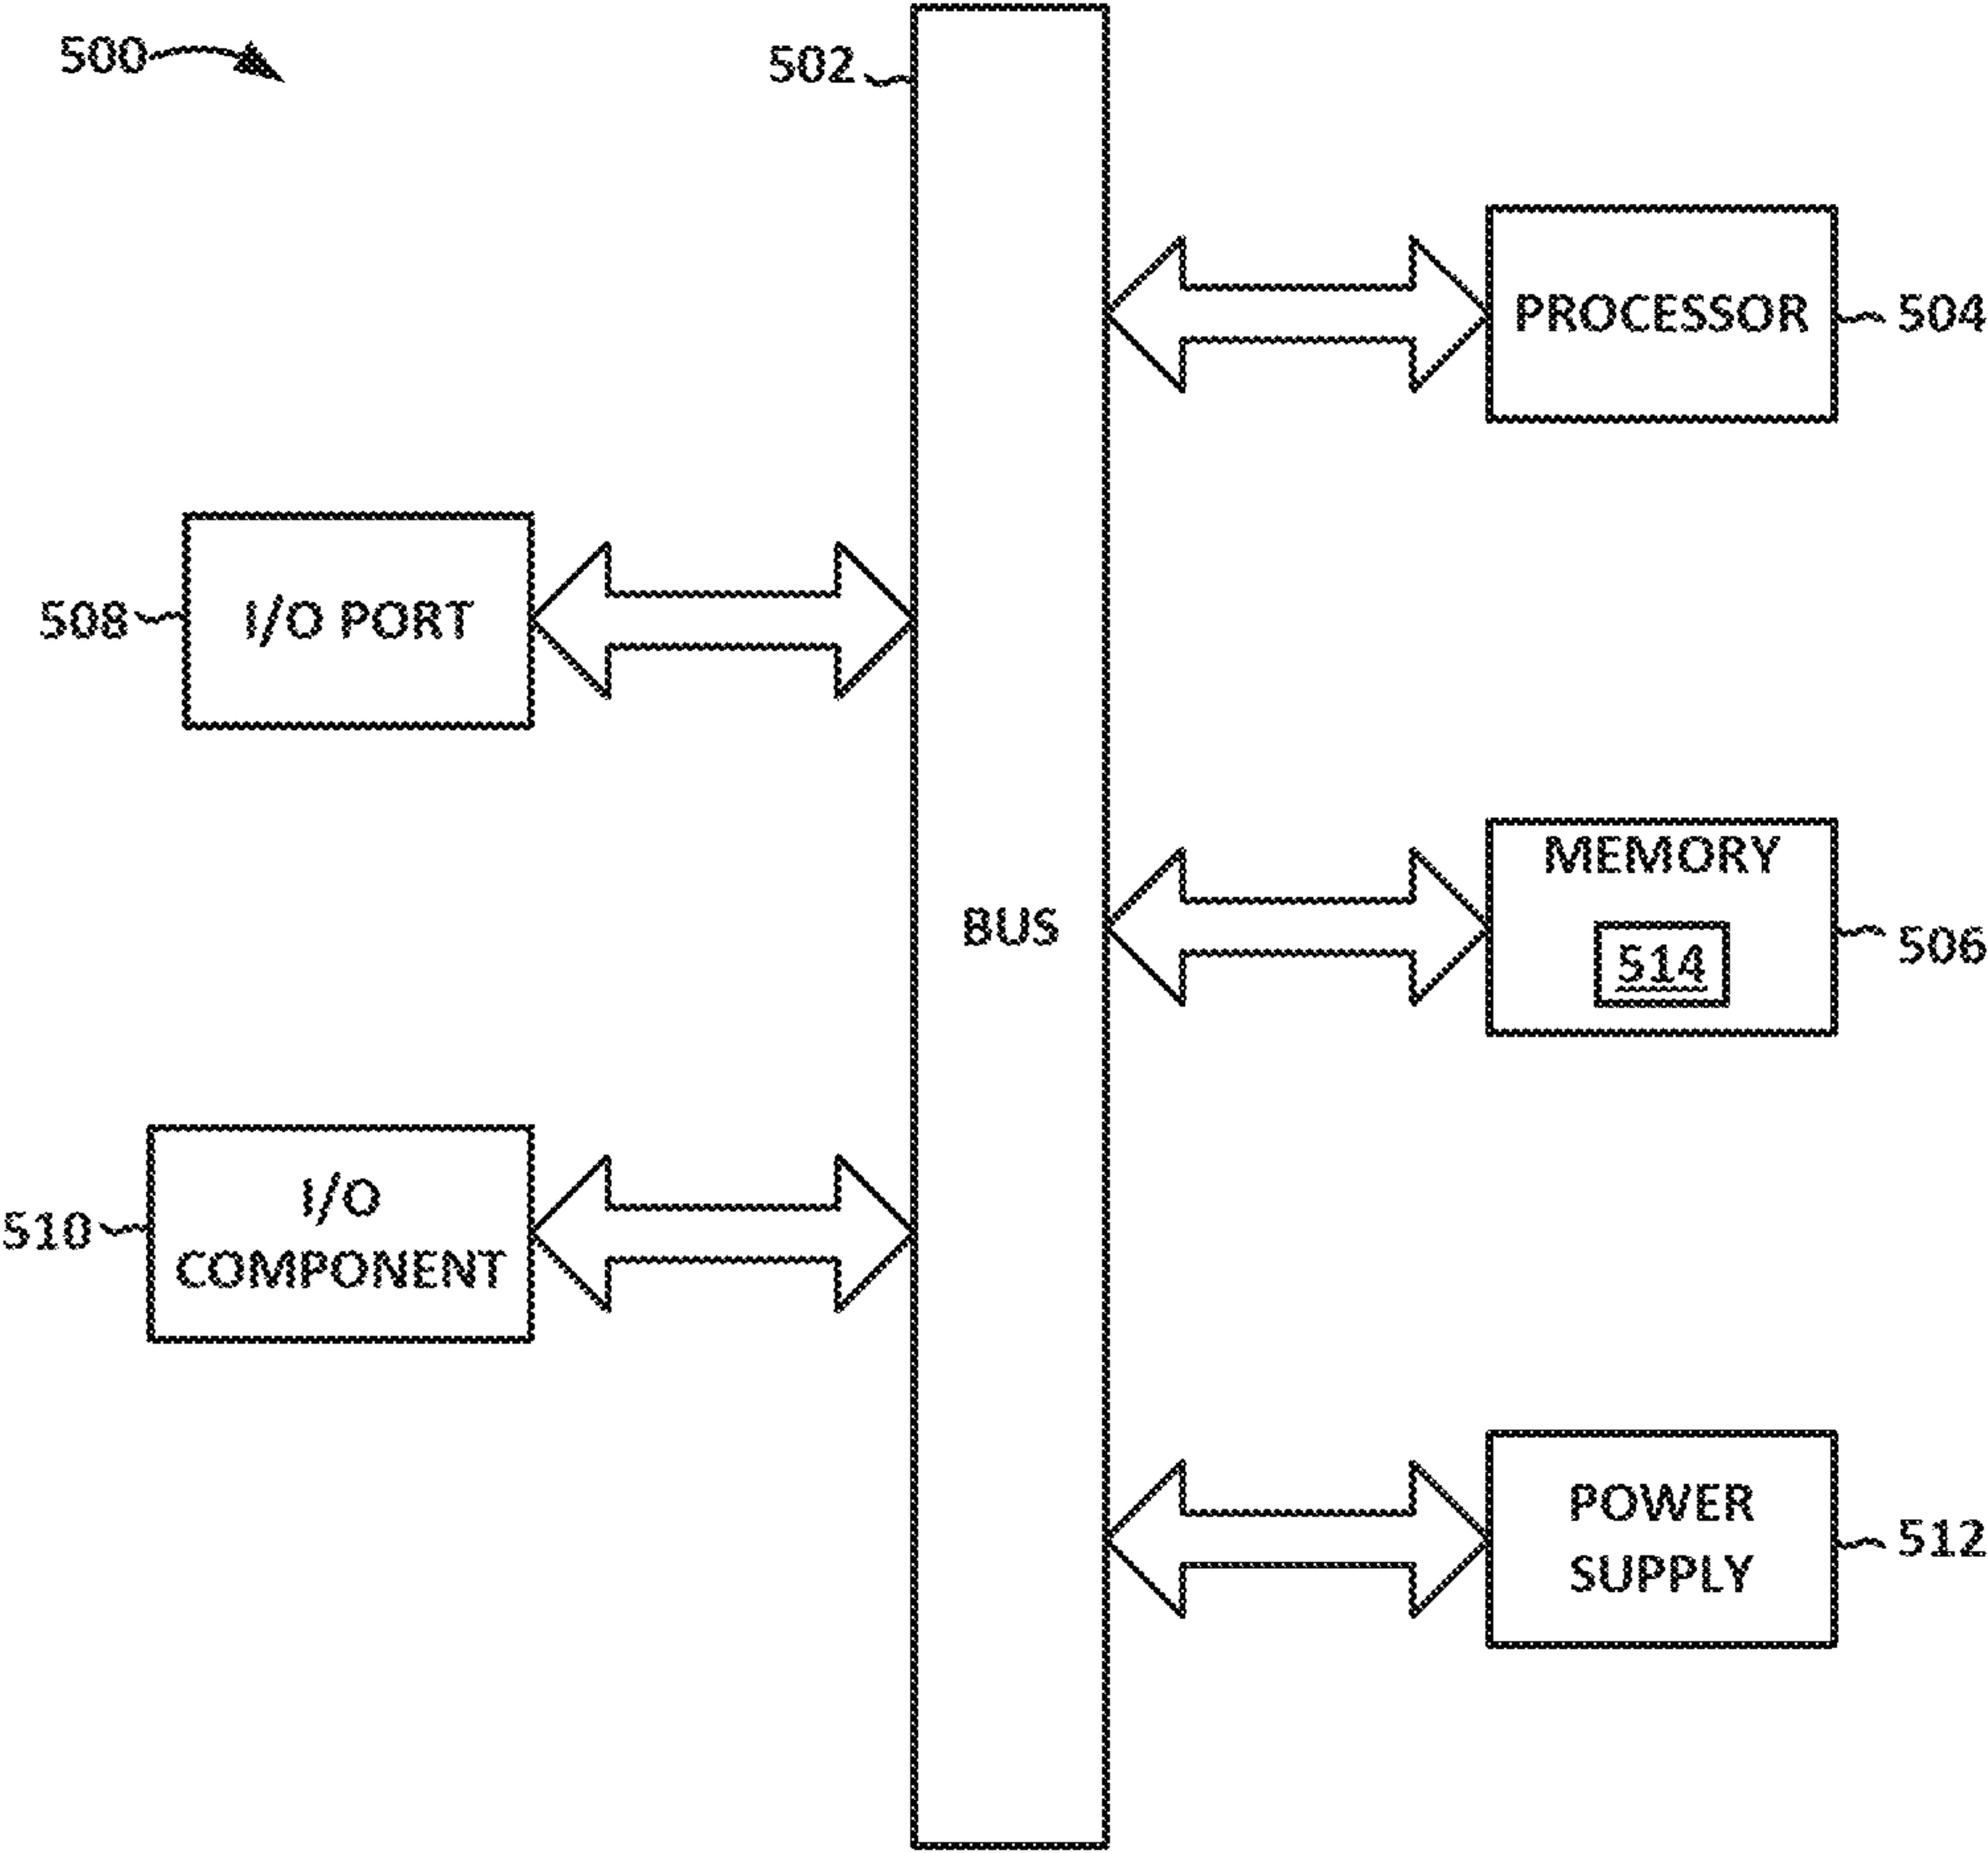 500
502
PROCESSOR
504
I/O PORT
508
MEMORY
514
506
BUS
I/O
COMPONENT
510
POWER
SUPPLY
512